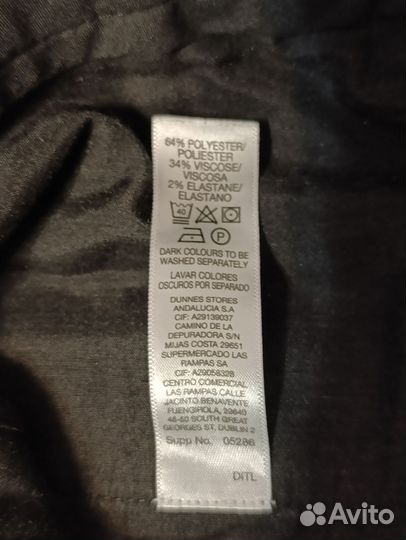 64% POLYESTER/
POLIESTER
34% VISCOSE/
VISCOSA
2% ELASTANE/
ELASTANO
40
P
DARK COLOURS TO BE
WASHED SEPARATELY
LAVAR COLORES
OSCUROS POR SEPARADO
DUNNES STORES
ANDALUCIA S.A
CIF: A29139037
CAMINO DE LA
DEPURADORA S/N
MIJAS COSTA 29651
SUPERMERCADO LAS
RAMPAS SA
CIF: A29058328
CENTRO COMERCIAL
LAS RAMPAS CALLE
JACINTO BENAVENTE
FUENGIROLA, 29640
46-50 SOUTH GREAT
GEORGES ST, DUBLIN 2
Supp No. 05286
DITL
Avito